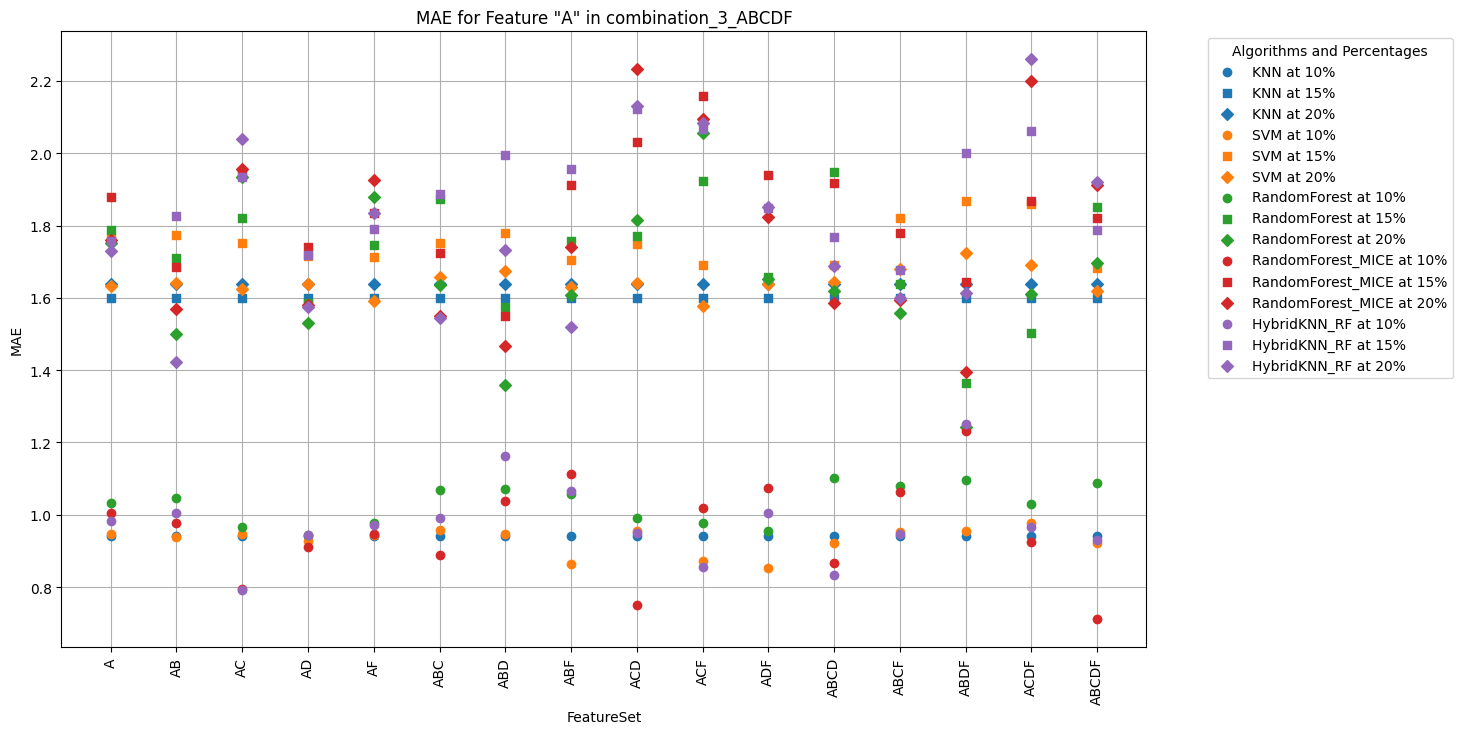 MAE for Feature "A" in combination_3_ABCDF
MAE
2.2
2.0
1.8
1.6
1.4
1.2
1.0
0.8
A
AB
AC
AD
AF
ABC
ABD
ABF
ACD
ACF
ADF
ABCD
ABCF
ABDF
ACDF
ABCDF
FeatureSet
Algorithms and Percentages
KNN at 10%
KNN at 15%
KNN at 20%
SVM at 10%
SVM at 15%
SVM at 20%
RandomForest at 10%
RandomForest at 15%
RandomForest at 20%
RandomForest_MICE at 10%
RandomForest_MICE at 15%
RandomForest_MICE at 20%
HybridKNN_RF at 10%
HybridKNN_RF at 15%
HybridKNN_RF at 20%